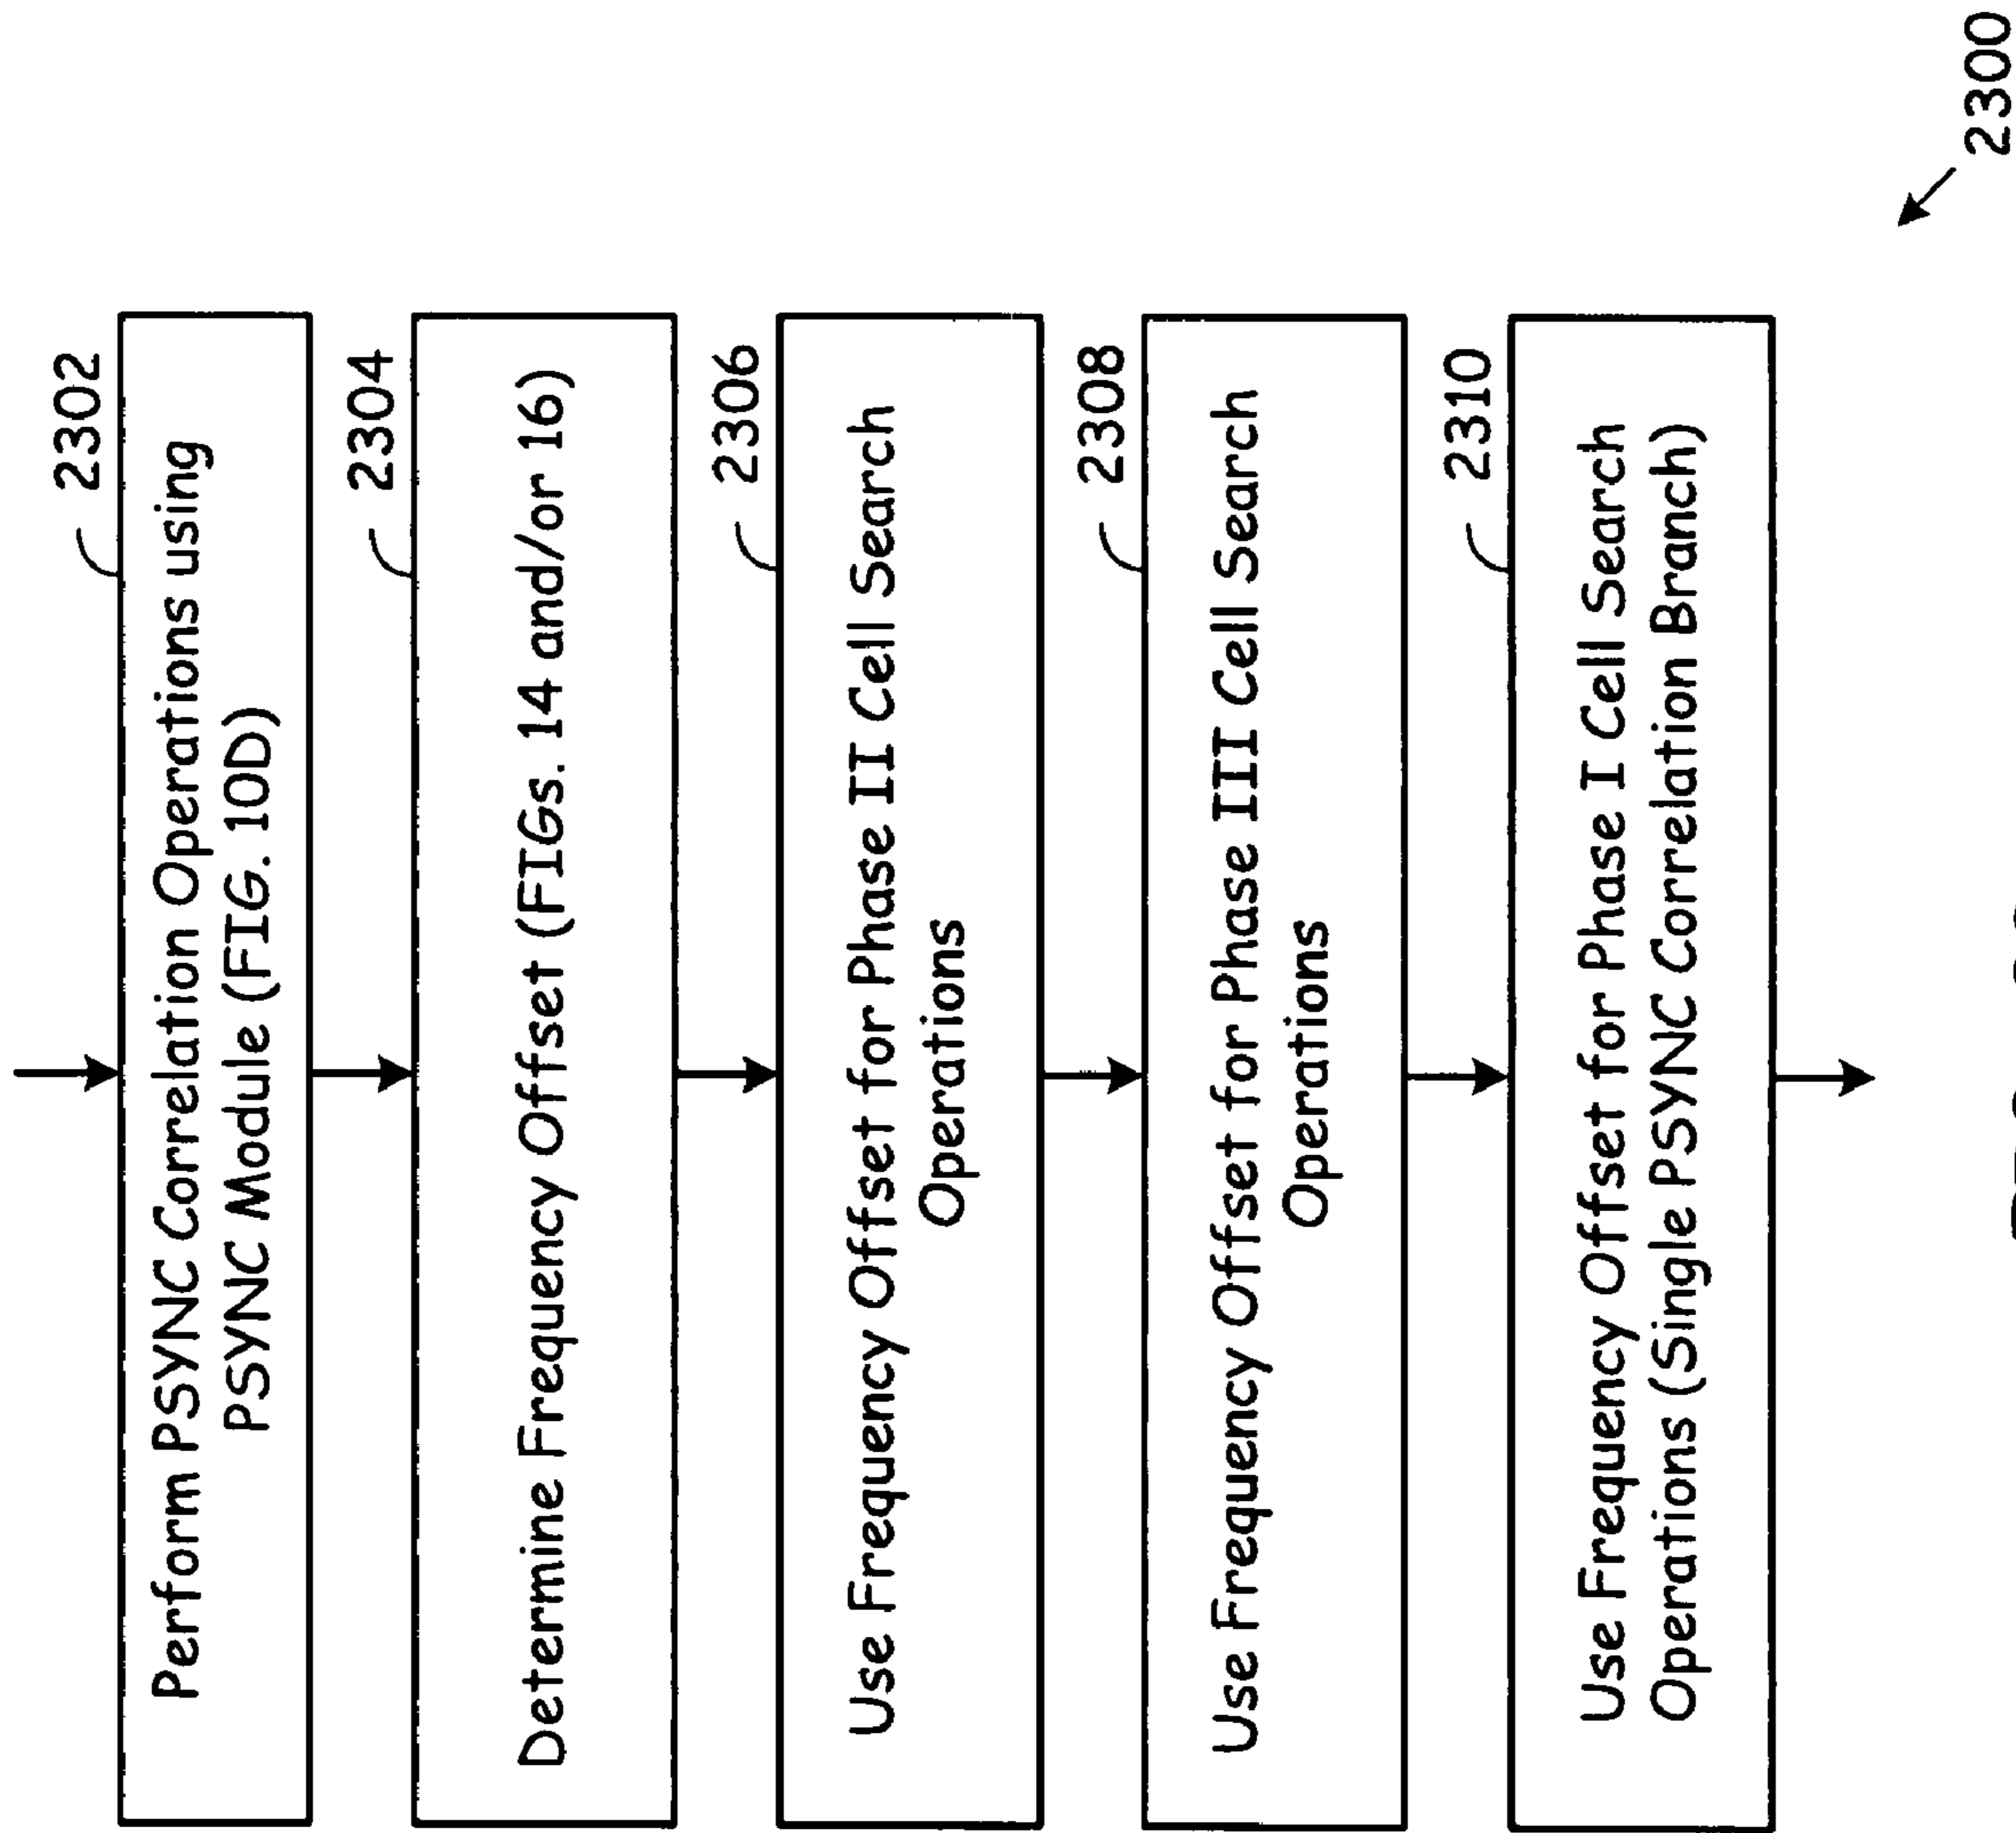 2302
Perform PSYNC Correlation Operations using
PSYNC Module (FIG. 10D)
2304
Determine Frequency Offset (FIGs. 14 and/or 16)
2306
Use Frequency Offset for Phase II Cell Search
Operations
2308
Use Frequency Offset for Phase III Cell Search
Operations
2310
Use Frequency Offset for Phase I Cell Search
Operations (Single PSYNC Correlation Branch)
2300